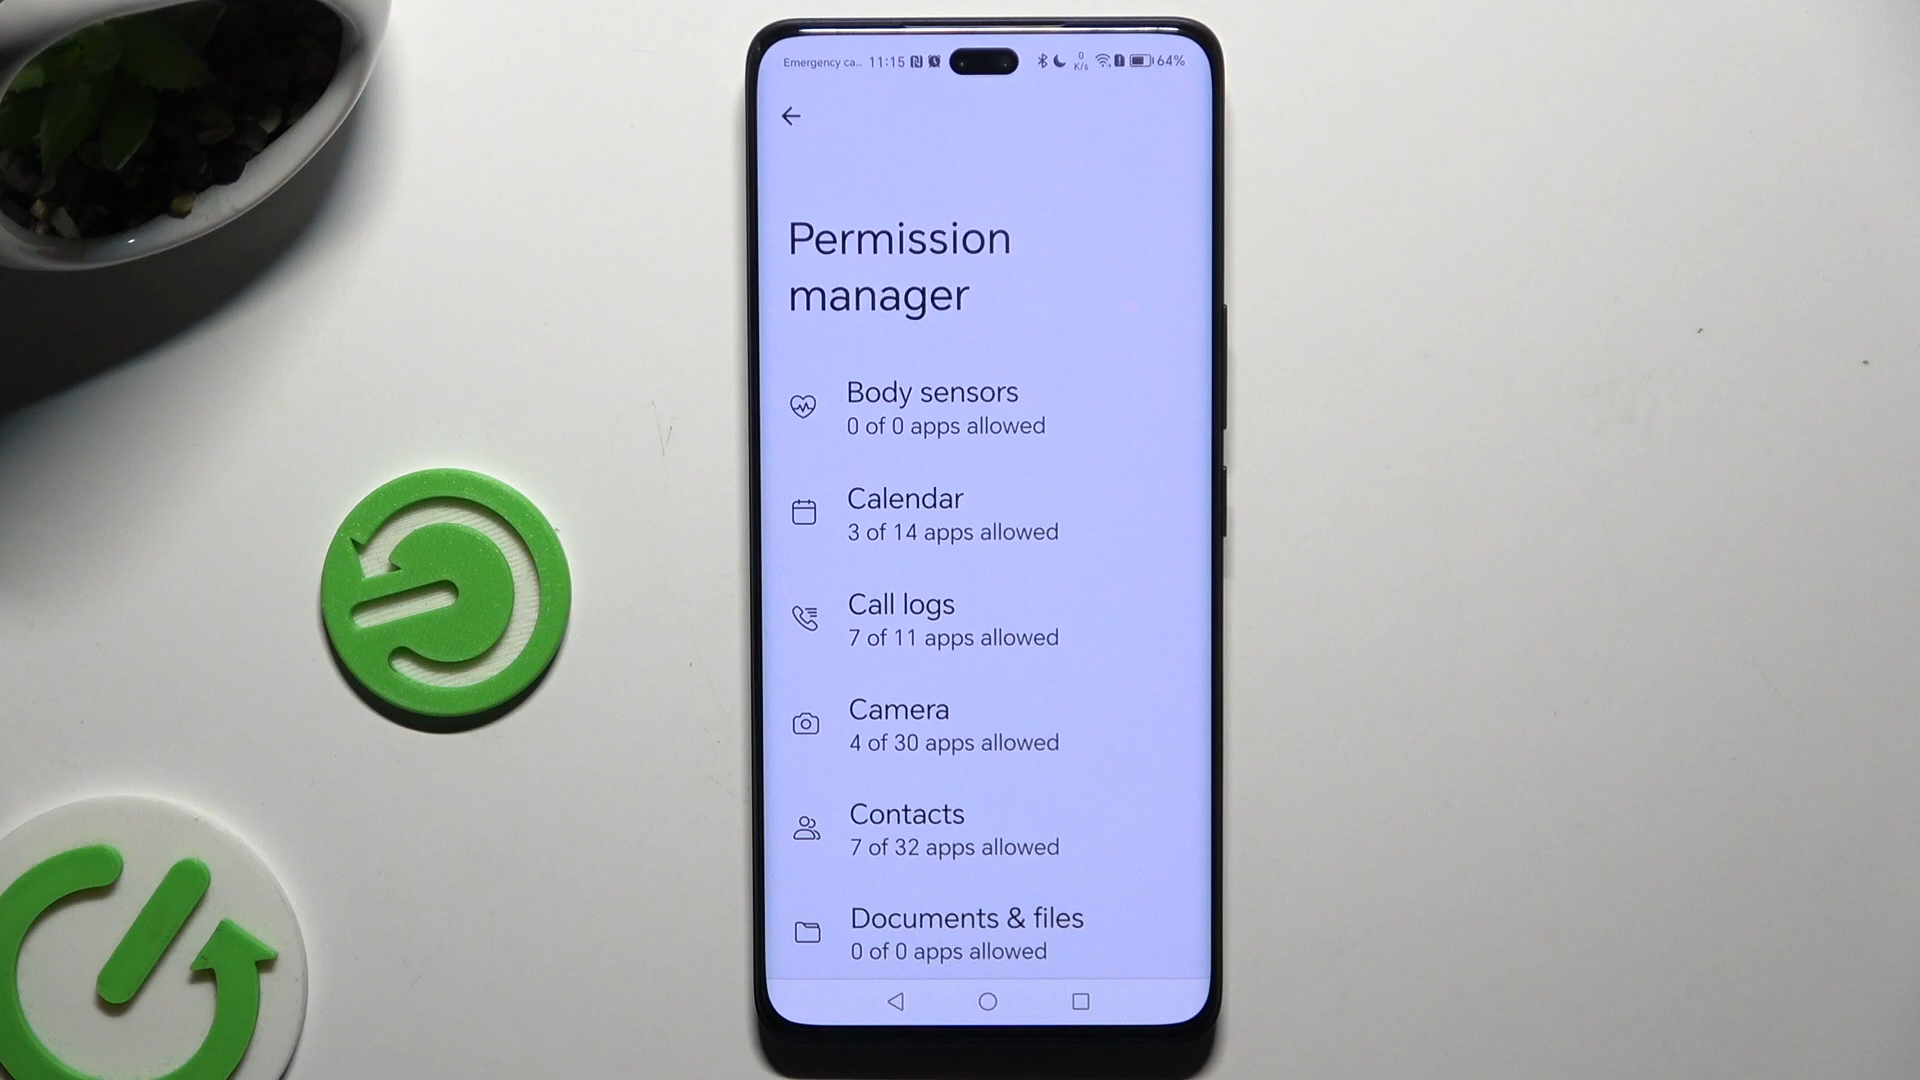 Emergency ca... 11:15 0 K/s 64%
Permission
manager
Body sensors
0 of 0 apps allowed
Calendar
3 of 14 apps allowed
Call logs
7 of 11 apps allowed
Camera
4 of 30 apps allowed
Contacts
7 of 32 apps allowed
Documents & files
0 of 0 apps allowed